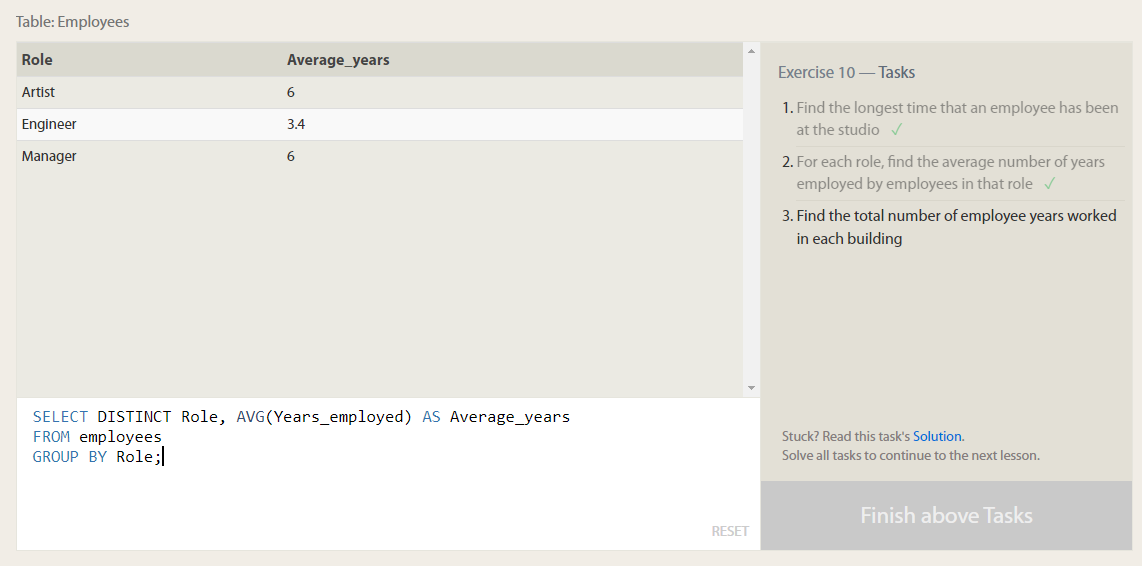 Table: Employees
Role Average_years
Artist 6
Engineer 3.4
Manager 6
SELECT DISTINCT Role, AVG(Years_employed) AS Average_years
FROM employees
GROUP BY Role;
RESET
Exercise 10 — Tasks
1. Find the longest time that an employee has been
at the studio ✓
2. For each role, find the average number of years
employed by employees in that role ✓
3. Find the total number of employee years worked
in each building
Stuck? Read this task's Solution.
Solve all tasks to continue to the next lesson.
Finish above Tasks